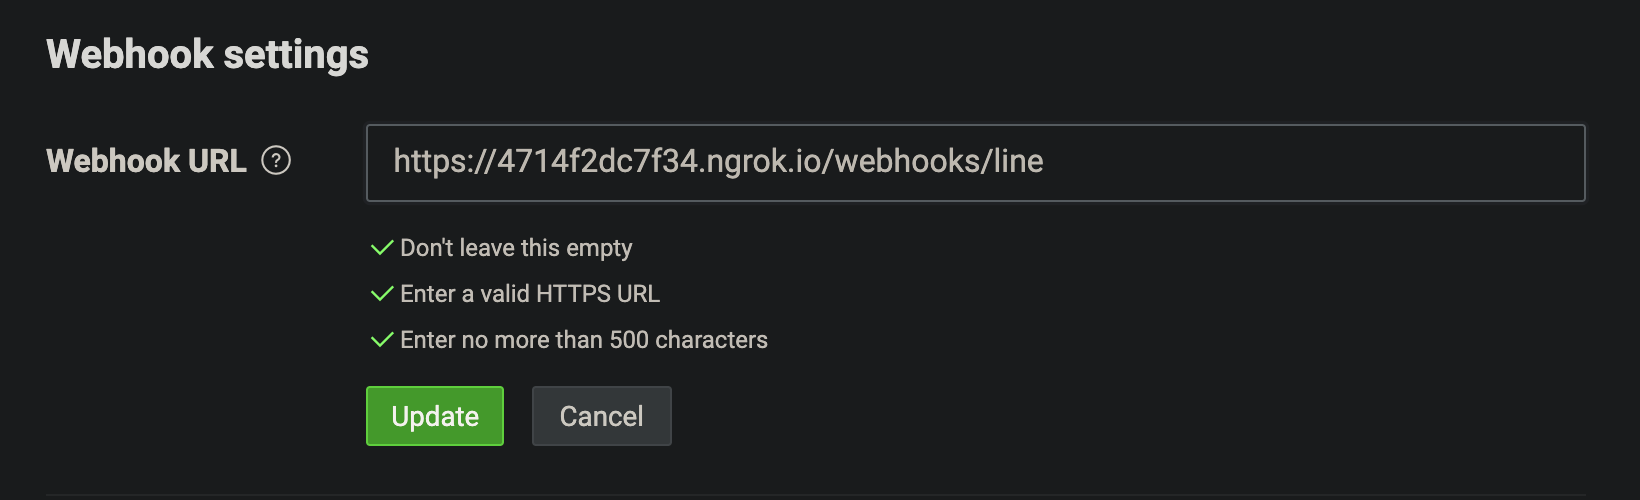 Webhook settings
Webhook URL ?
https://4714f2dc7f34.ngrok.io/webhooks/line
Don't leave this empty
Enter a valid HTTPS URL
Enter no more than 500 characters
Update Cancel